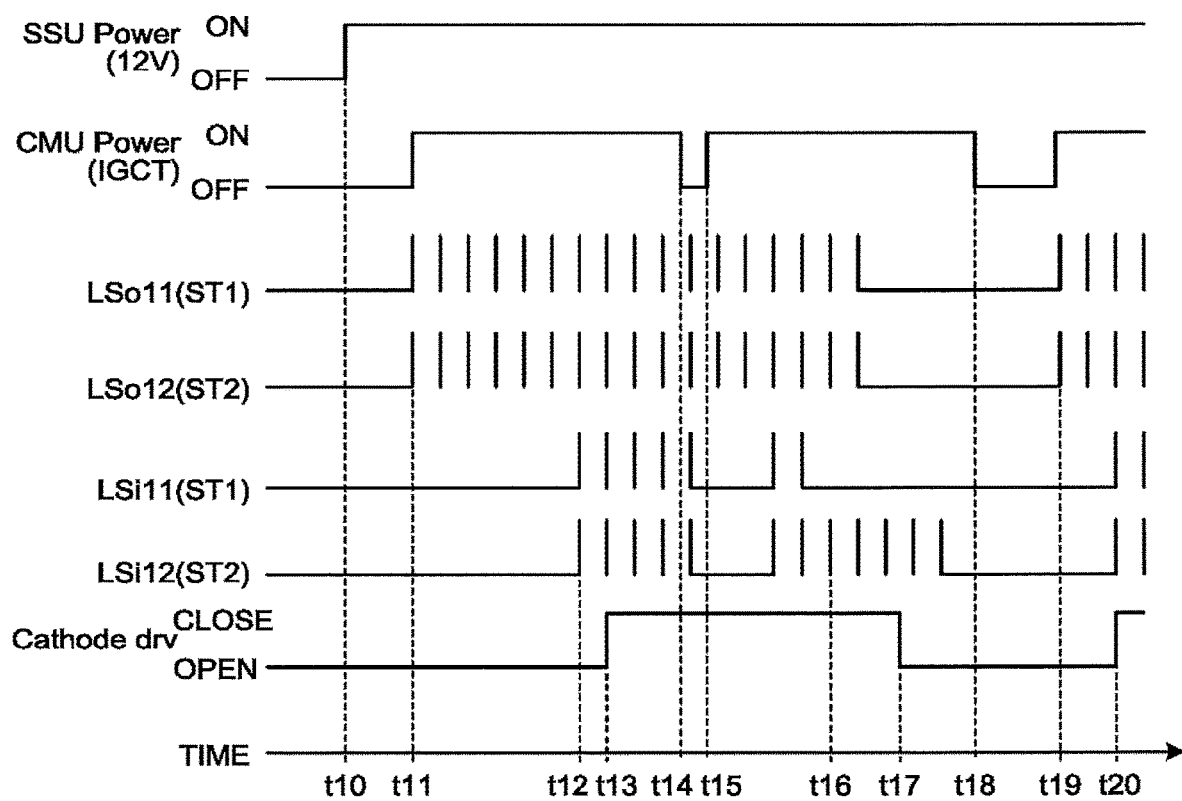 SSU Power ON
(12V)
OFF
CMU Power ON
(IGCT)
OFF
LSo11(ST1)
LSo12(ST2)
LSi11(ST1)
LSi12(ST2)
CLOSE
Cathode drv
OPEN
TIME
t10 t11 t12 t13 t14 t15 t16 t17 t18 t19 t20